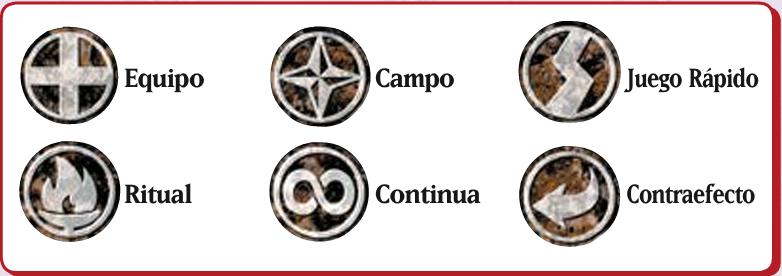 Equipo
Campo
Juego Rápido
Ritual
Continua
Contraefecto